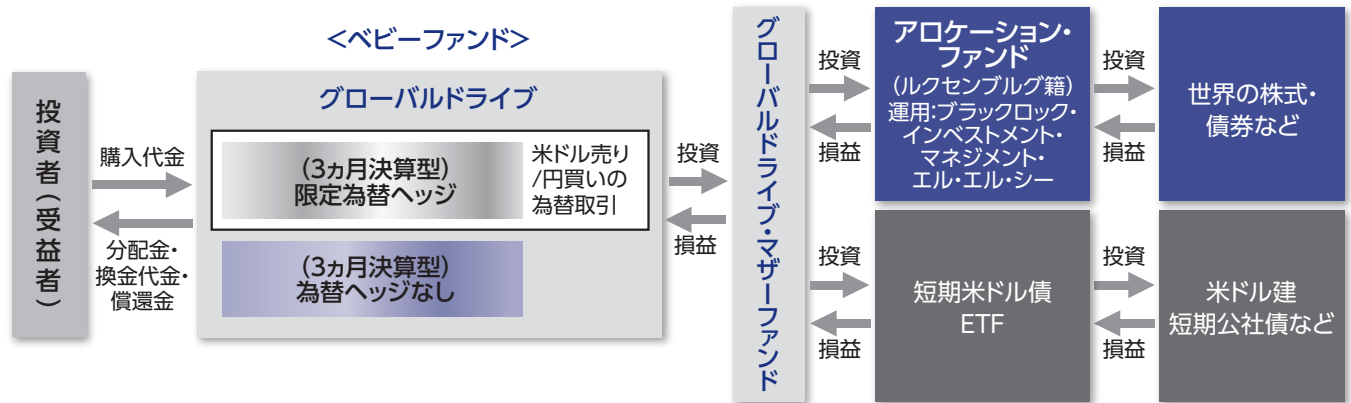 投資者(受益者)
購入代金
分配金・
換金代金・
償還金
<ベビーファンド>
グローバルドライブ
(3ヵ月決算型)
限定為替ヘッジ
米ドル売り
/円買いの
為替取引
(3ヵ月決算型)
為替ヘッジなし
投資
損益
グローバルドライブ・マザーファンド
投資
損益
アロケーション・
ファンド
(ルクセンブルグ籍)
運用:ブラックロック・
インベストメント・
マネジメント・
エル・エル・シー
投資
損益
世界の株式・
債券など
投資
損益
短期米ドル債
ETF
投資
損益
米ドル建
短期公社債など